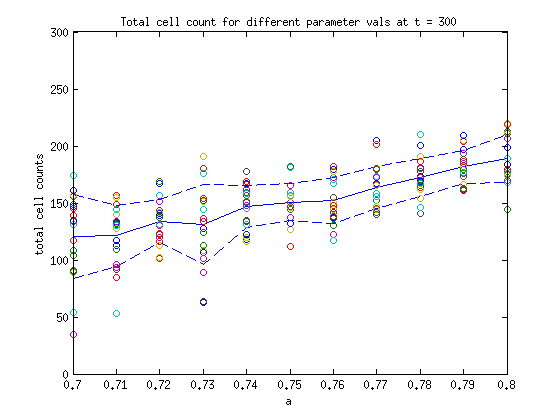 Total cell count for different parameter vals at t = 300
300
250
200
150
100
50
0
total cell counts
0.7 0.71 0.72 0.73 0.74 0.75 0.76 0.77 0.78 0.79 0.8
a